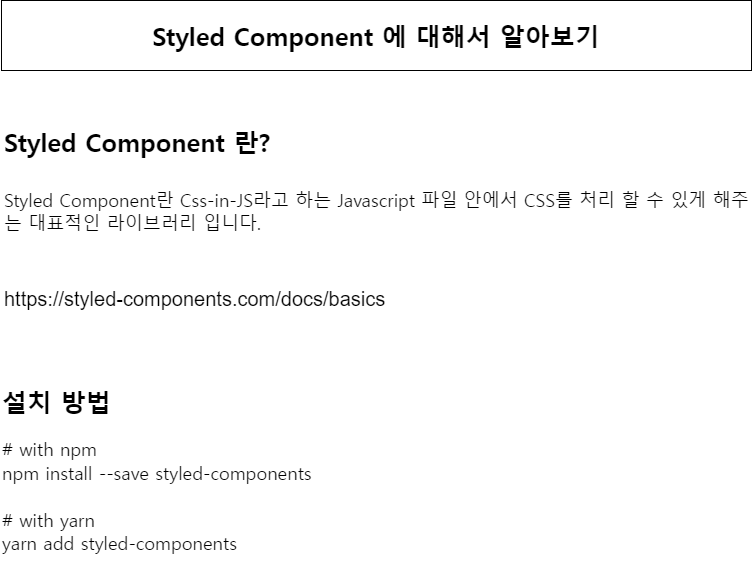 Styled Component 에 대해서 알아보기
Styled Component 란?
Styled Component란 Css-in-JS라고 하는 Javascript 파일 안에서 CSS를 처리 할 수 있게 해주
는 대표적인 라이브러리 입니다.
https://styled-components.com/docs/basics
설치 방법
# with npm
npm install --save styled-components
# with yarn
yarn add styled-components